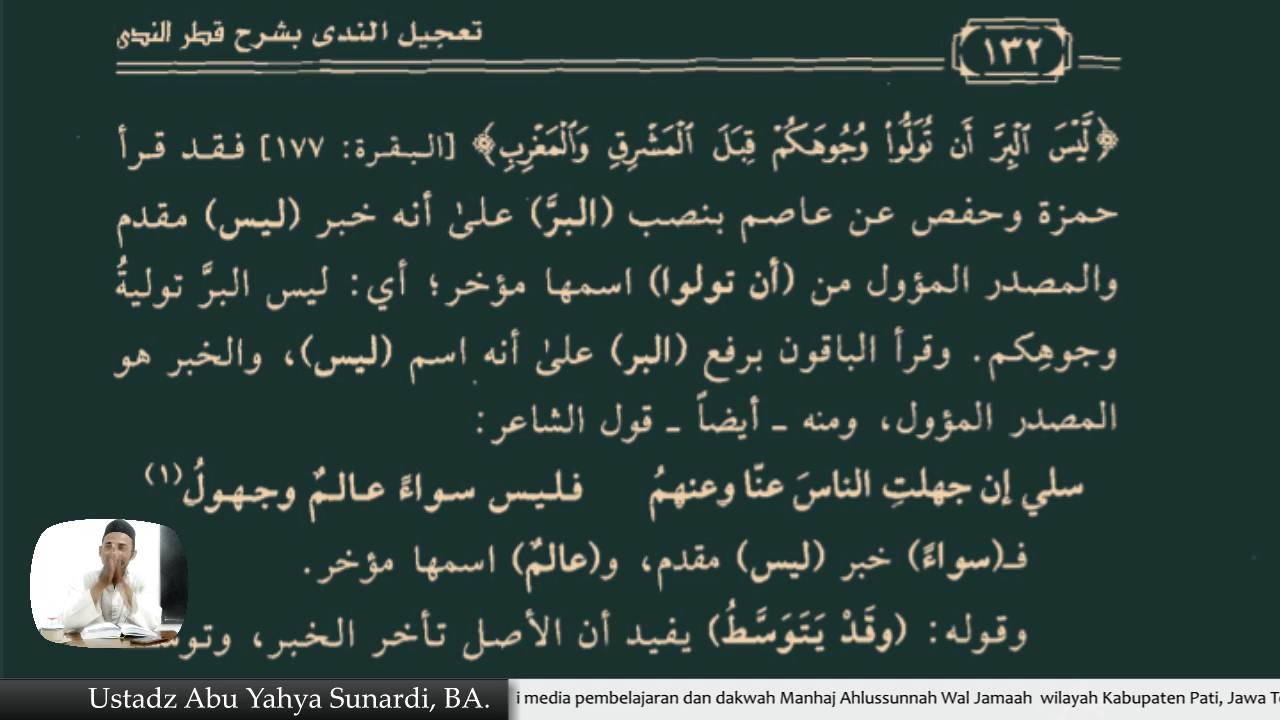 ١٣٢ تعجيل الندى بشرح قطر الندى
﴿لَّيْسَ ٱلْبِرَّ أَن تُوَلُّوا۟ وُجُوهَكُمْ قِبَلَ ٱلْمَشْرِقِ وَٱلْمَغْرِبِ﴾ [البقرة: ١٧٧] فقد قرأ
حمزة وحفص عن عاصم بنصب (البرَّ) علىٰ أنه خبر (ليس) مقدم
والمصدر المؤول من (أن تولوا) اسمها مؤخر؛ أي: ليس البرَّ توليةُ
وجوهِكم. وقرأ الباقون برفع (البر) علىٰ أنه اسم (ليس)، والخبر هو
المصدر المؤول، ومنه ـ أيضاً ـ قول الشاعر:
سلي إن جهلتِ الناسَ عنّا وعنهمُ فليس سواءً عالمٌ وجهولُ(١)
فـ(سواءً) خبر (ليس) مقدم، و(عالمٌ) اسمها مؤخر.
وقوله: (وقَدْ يَتَوَسَّطُ) يفيد أن الأصل تأخر الخبر،
Ustadz Abu Yahya Sunardi, BA.
i media pembelajaran dan dakwah Manhaj Ahlussunnah Wal Jamaah wilayah Kabupaten Pati, Jawa T